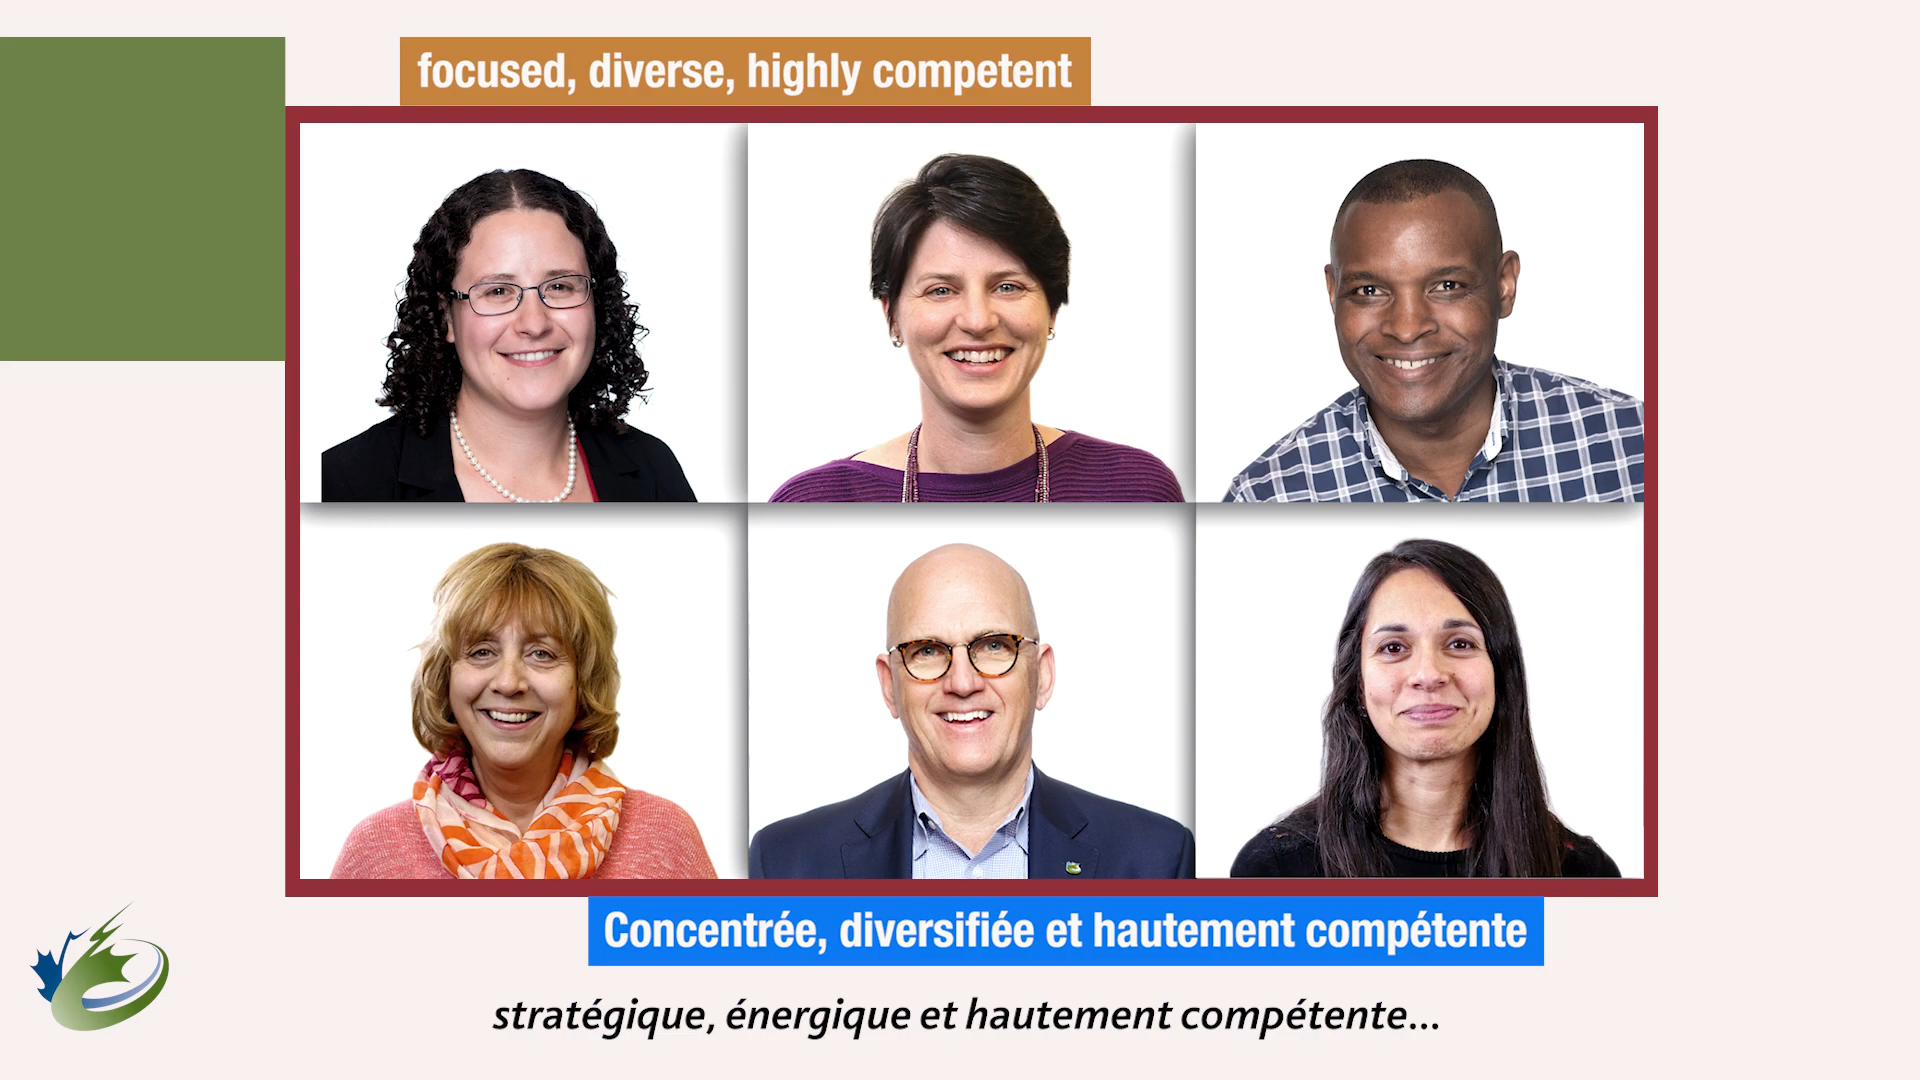 focused, diverse, highly competent
Concentrée, diversifiée et hautement compétente
stratégique, énergique et hautement compétente...